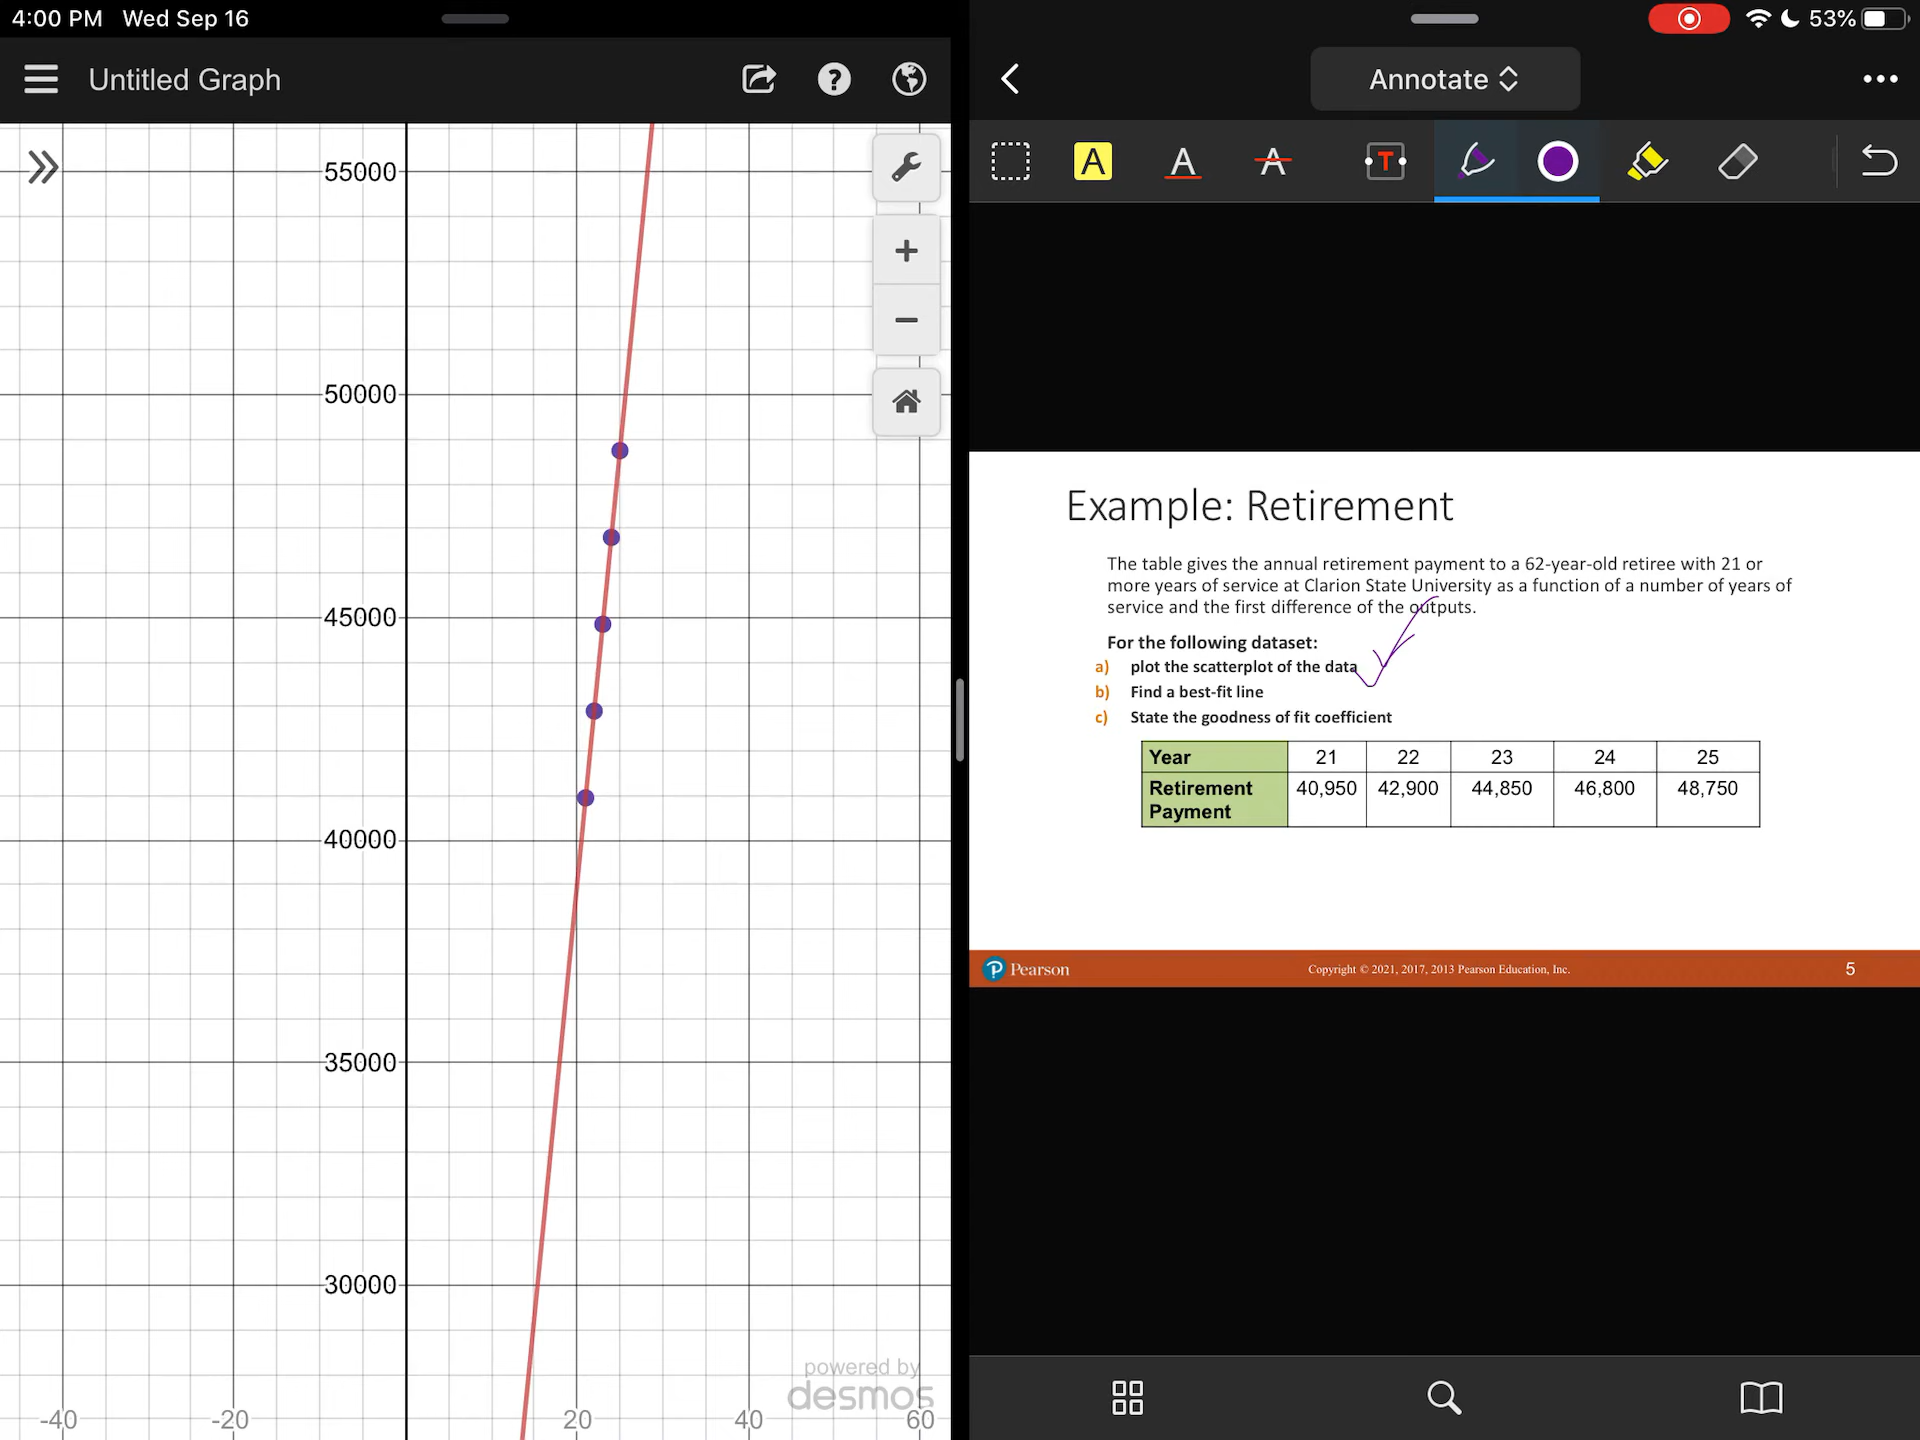 4:00 PM Wed Sep 16
53%
Untitled Graph
Annotate
A
A
A
T
55000
50000
45000
40000
35000
30000
-40
-20
20
40
60
powered by
desmos
Example: Retirement
The table gives the annual retirement payment to a 62-year-old retiree with 21 or
more years of service at Clarion State University as a function of a number of years of
service and the first difference of the outputs.
For the following dataset:
a) plot the scatterplot of the data
b) Find a best-fit line
c) State the goodness of fit coefficient
Year 21 22 23 24 25
Retirement 40,950 42,900 44,850 46,800 48,750
Payment
P Pearson
Copyright © 2021, 2017, 2013 Pearson Education, Inc.
5